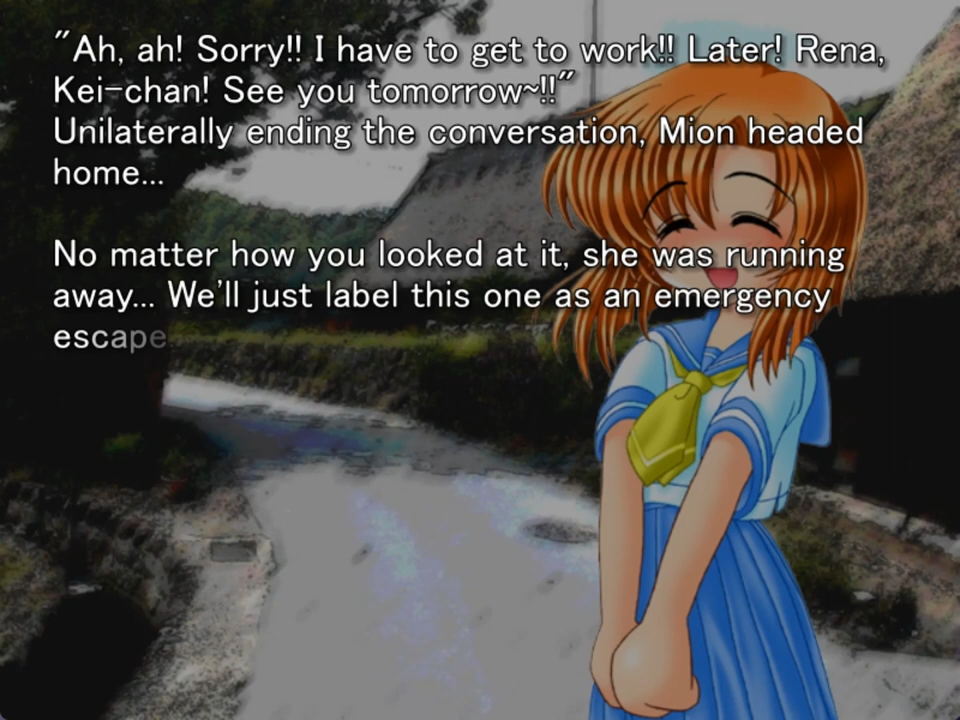 "Ah, ah! Sorry!! I have to get to work!! Later! Rena,
Kei-chan! See you tomorrow~!!"
Unilaterally ending the conversation, Mion headed
home...
No matter how you looked at it, she was running
away... We'll just label this one as an emergency
escape